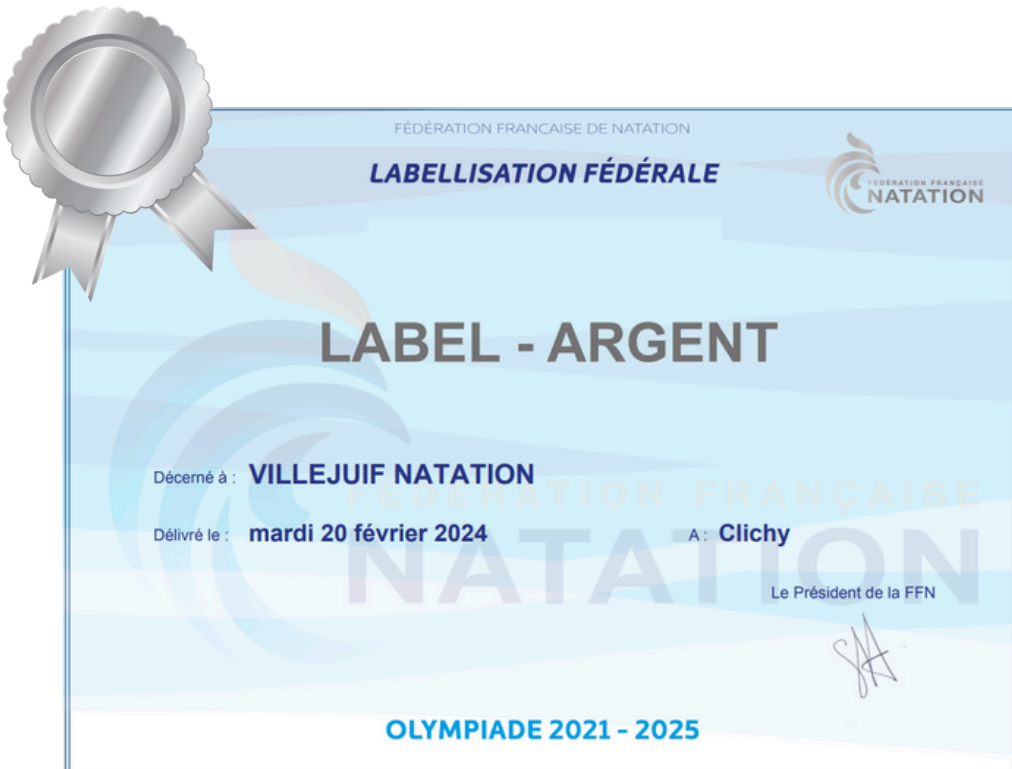 FÉDÉRATION FRANCAISE DE NATATION
LABELLISATION FÉDÉRALE
FÉDÉRATION FRANÇAISE
NATATION
LABEL - ARGENT
Décerné à : VILLEJUIF NATATION
FÉDÉRATION FRANÇAISE
Délivré le : mardi 20 février 2024 A : Clichy
NATATION
Le Président de la FFN
OLYMPIADE 2021 - 2025